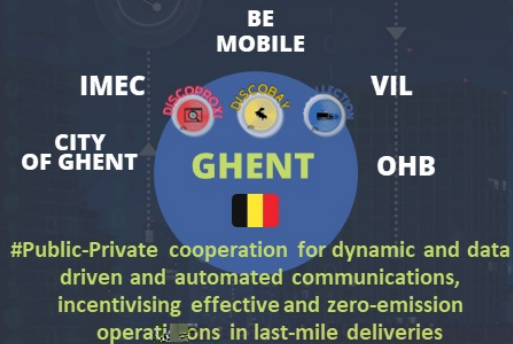 BE
MOBILE
IMEC
VIL
DISCOPROXI
DISCOBAY
CITY
OF GHENT
GHENT
OHB
#Public-Private cooperation for dynamic and data
driven and automated communications,
incentivising effective and zero-emission
operations in last-mile deliveries